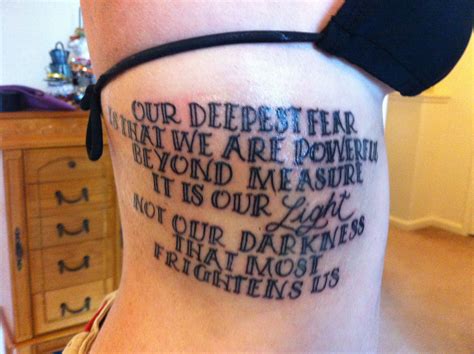 OUR DEEPEST FEAR
IS THAT WE ARE POWERFUL
BEYOND MEASURE
IT IS OUR Light
NOT OUR DARKNESS
THAT MOST
FRIGHTENS US